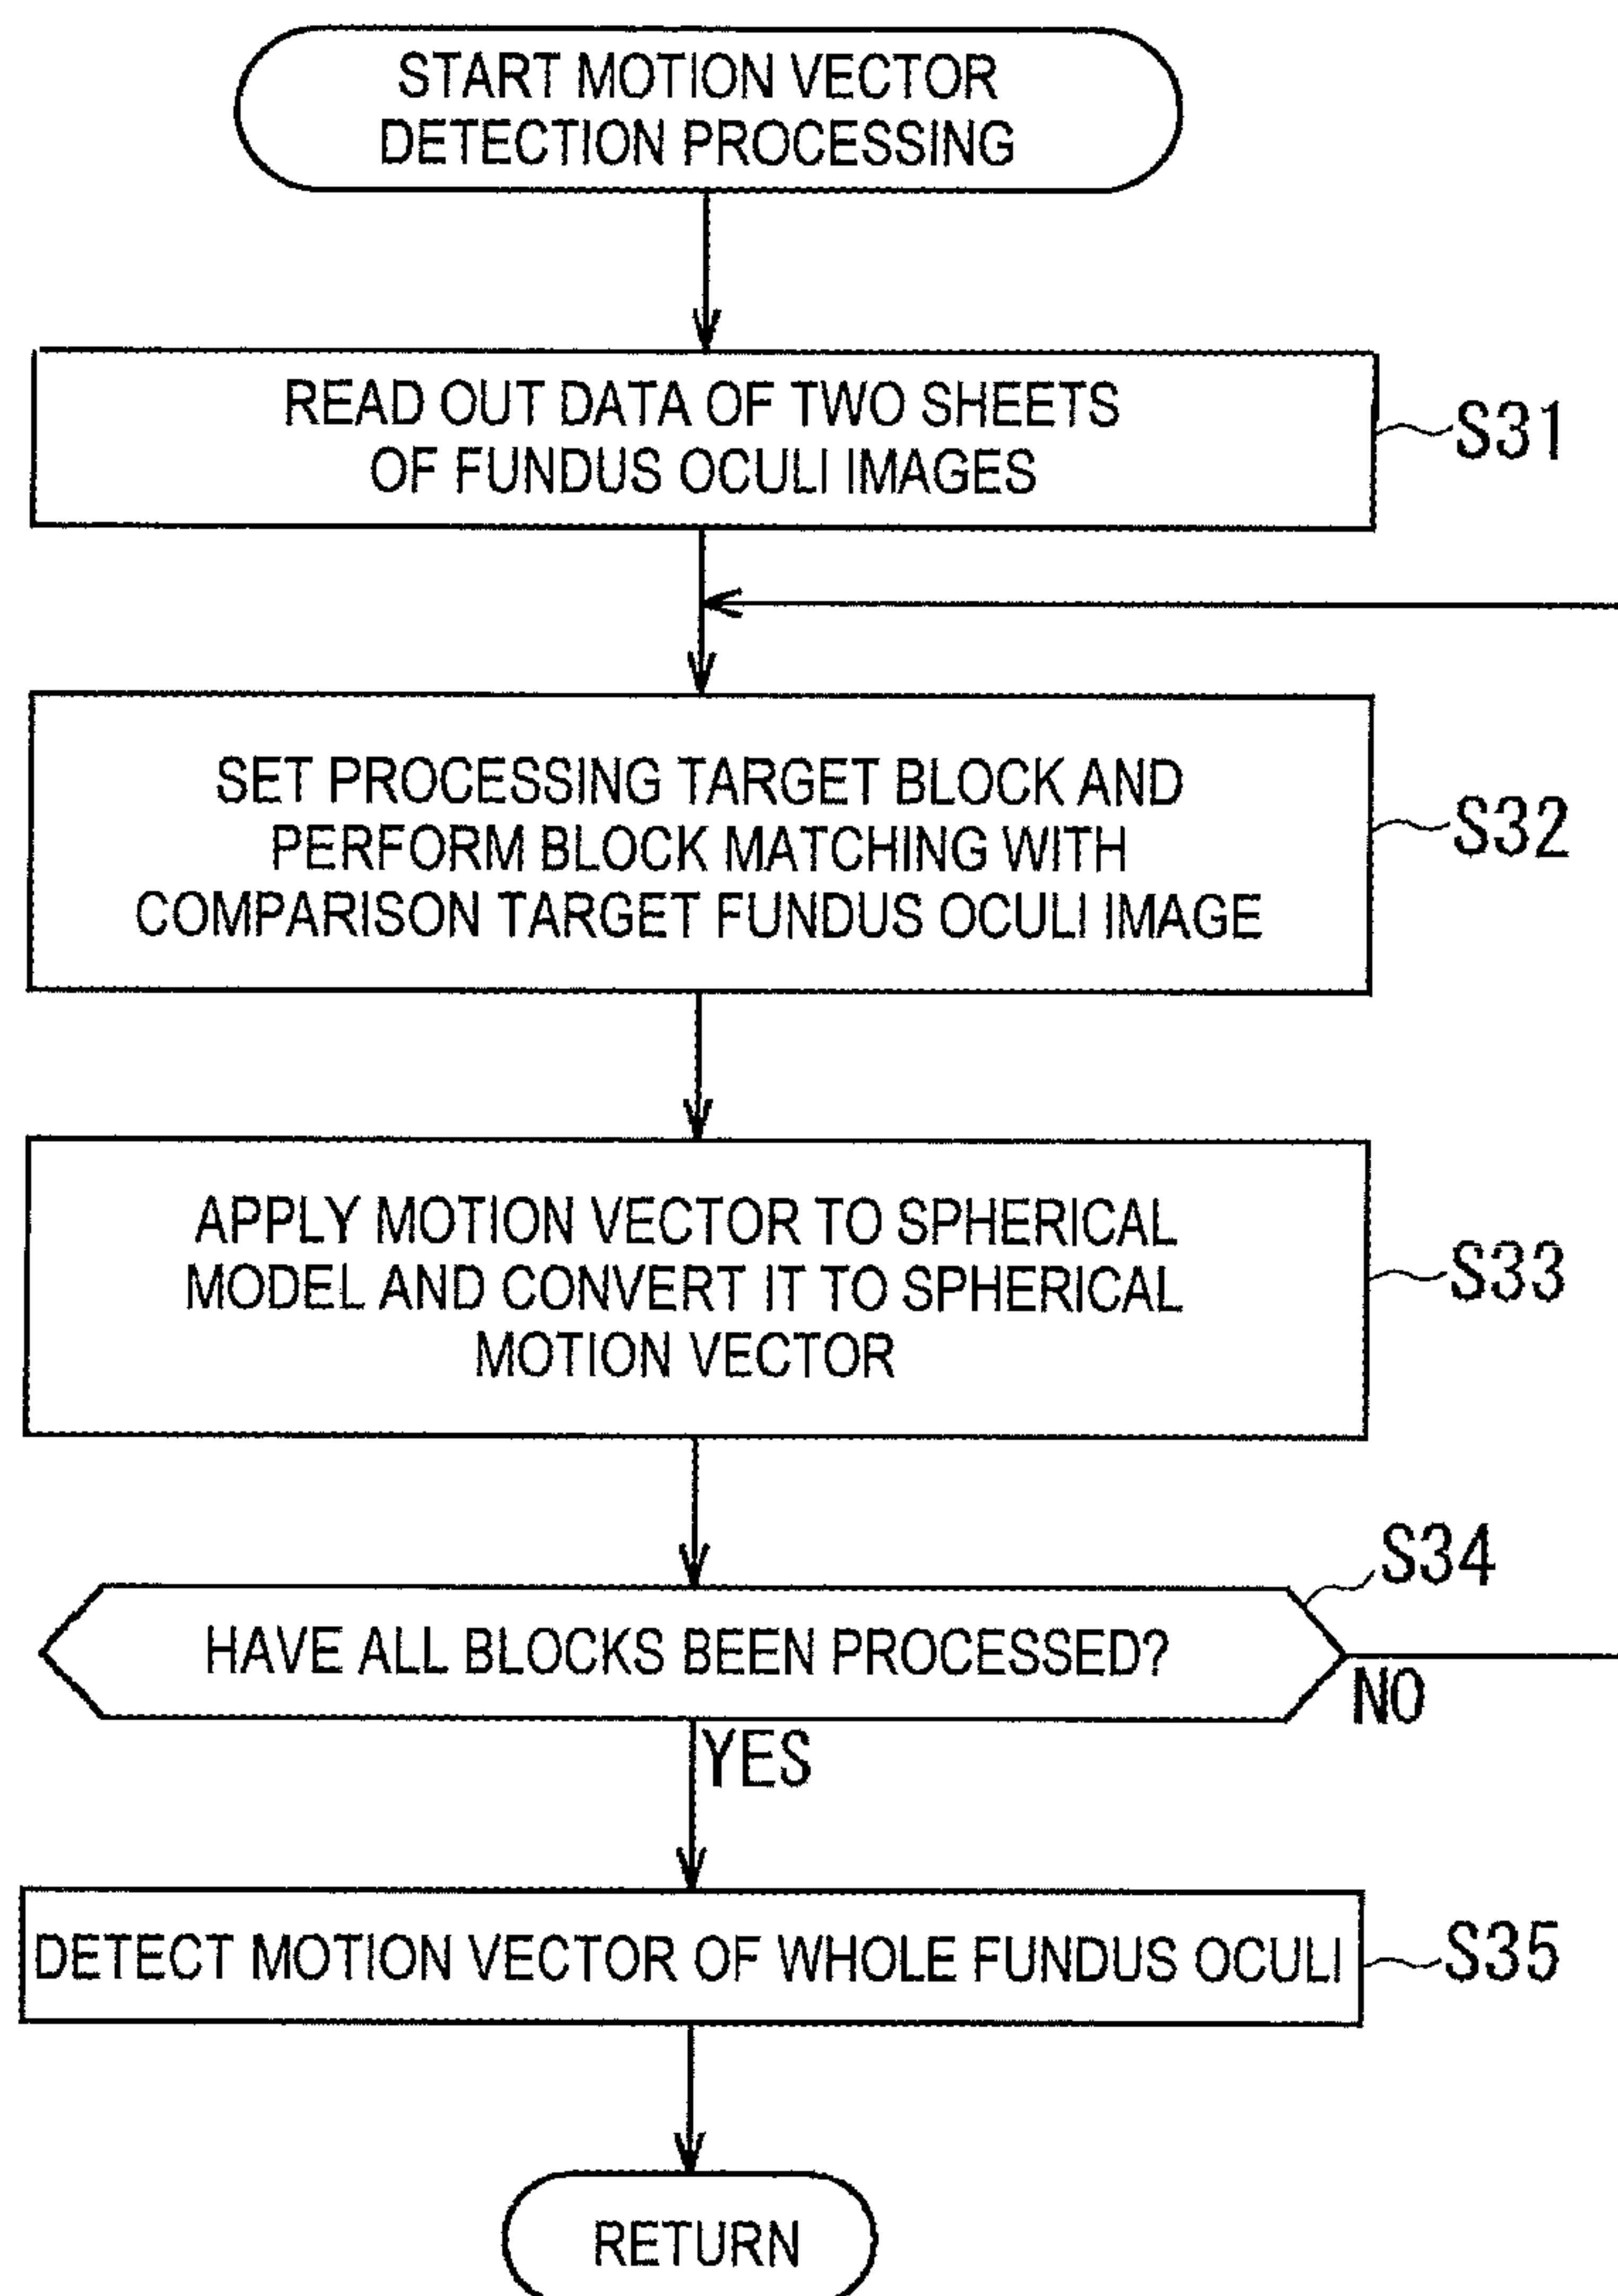 START MOTION VECTOR
DETECTION PROCESSING
READ OUT DATA OF TWO SHEETS
OF FUNDUS OCULI IMAGES
S31
SET PROCESSING TARGET BLOCK AND
PERFORM BLOCK MATCHING WITH
COMPARISON TARGET FUNDUS OCULI IMAGE
S32
APPLY MOTION VECTOR TO SPHERICAL
MODEL AND CONVERT IT TO SPHERICAL
MOTION VECTOR
S33
S34
HAVE ALL BLOCKS BEEN PROCESSED?
NO
YES
DETECT MOTION VECTOR OF WHOLE FUNDUS OCULI
S35
RETURN